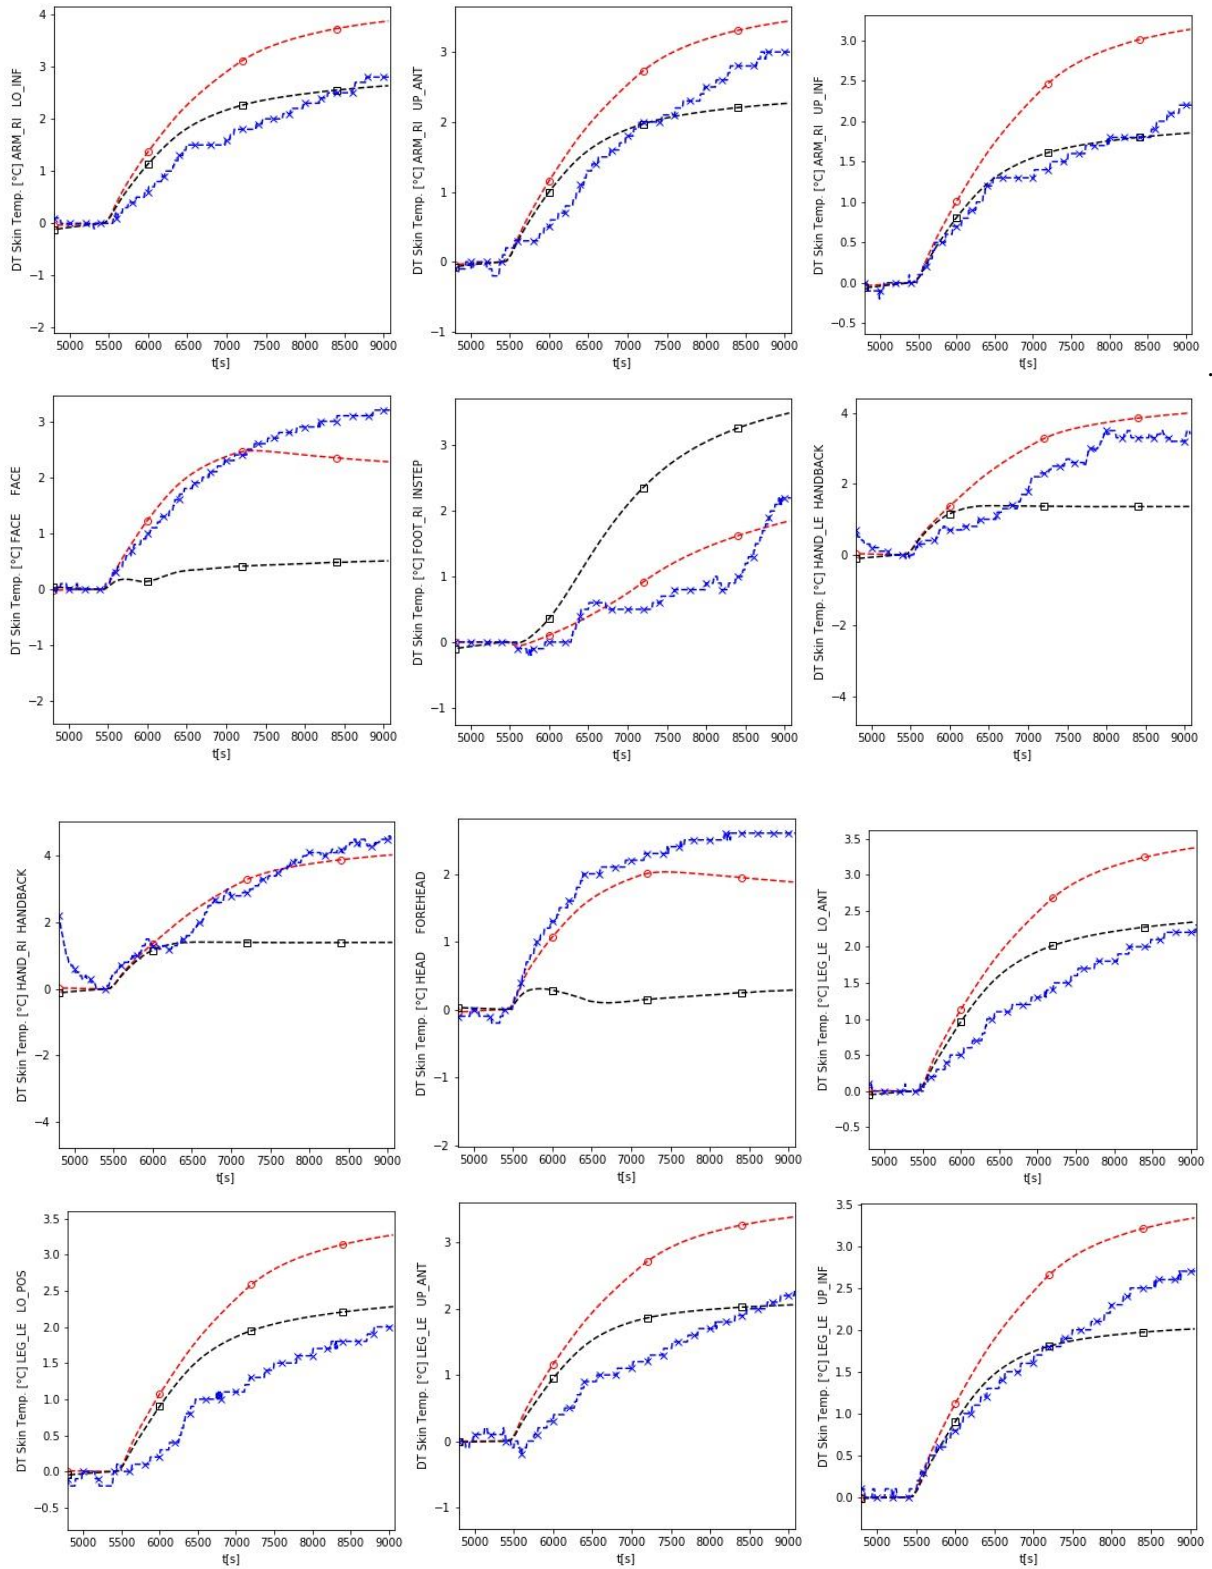 DT Skin Temp. [°C] ARM_RI LO_INF
4
3
2
1
0
−1
−2
5000 5500 6000 6500 7000 7500 8000 8500 9000
t[s]
DT Skin Temp. [°C] ARM_RI UP_ANT
3
2
1
0
−1
5000 5500 6000 6500 7000 7500 8000 8500 9000
t[s]
DT Skin Temp. [°C] ARM_RI UP_INF
3.0
2.5
2.0
1.5
1.0
0.5
0.0
−0.5
5000 5500 6000 6500 7000 7500 8000 8500 9000
t[s]
DT Skin Temp. [°C] FACE FACE
3
2
1
0
−1
−2
5000 5500 6000 6500 7000 7500 8000 8500 9000
t[s]
DT Skin Temp. [°C] FOOT_RI INSTEP
3
2
1
0
−1
5000 5500 6000 6500 7000 7500 8000 8500 9000
t[s]
DT Skin Temp. [°C] HAND_LE HANDBACK
4
2
0
−2
−4
5000 5500 6000 6500 7000 7500 8000 8500 9000
t[s]
DT Skin Temp. [°C] HAND_RI HANDBACK
4
2
0
−2
−4
5000 5500 6000 6500 7000 7500 8000 8500 9000
t[s]
DT Skin Temp. [°C] HEAD FOREHEAD
2
1
0
−1
−2
5000 5500 6000 6500 7000 7500 8000 8500 9000
t[s]
DT Skin Temp. [°C] LEG_LE LO_ANT
3.5
3.0
2.5
2.0
1.5
1.0
0.5
0.0
−0.5
5000 5500 6000 6500 7000 7500 8000 8500 9000
t[s]
DT Skin Temp. [°C] LEG_LE LO_POS
3.5
3.0
2.5
2.0
1.5
1.0
0.5
0.0
−0.5
5000 5500 6000 6500 7000 7500 8000 8500 9000
t[s]
DT Skin Temp. [°C] LEG_LE UP_ANT
3
2
1
0
−1
5000 5500 6000 6500 7000 7500 8000 8500 9000
t[s]
DT Skin Temp. [°C] LEG_LE UP_INF
3.5
3.0
2.5
2.0
1.5
1.0
0.5
0.0
5000 5500 6000 6500 7000 7500 8000 8500 9000
t[s]